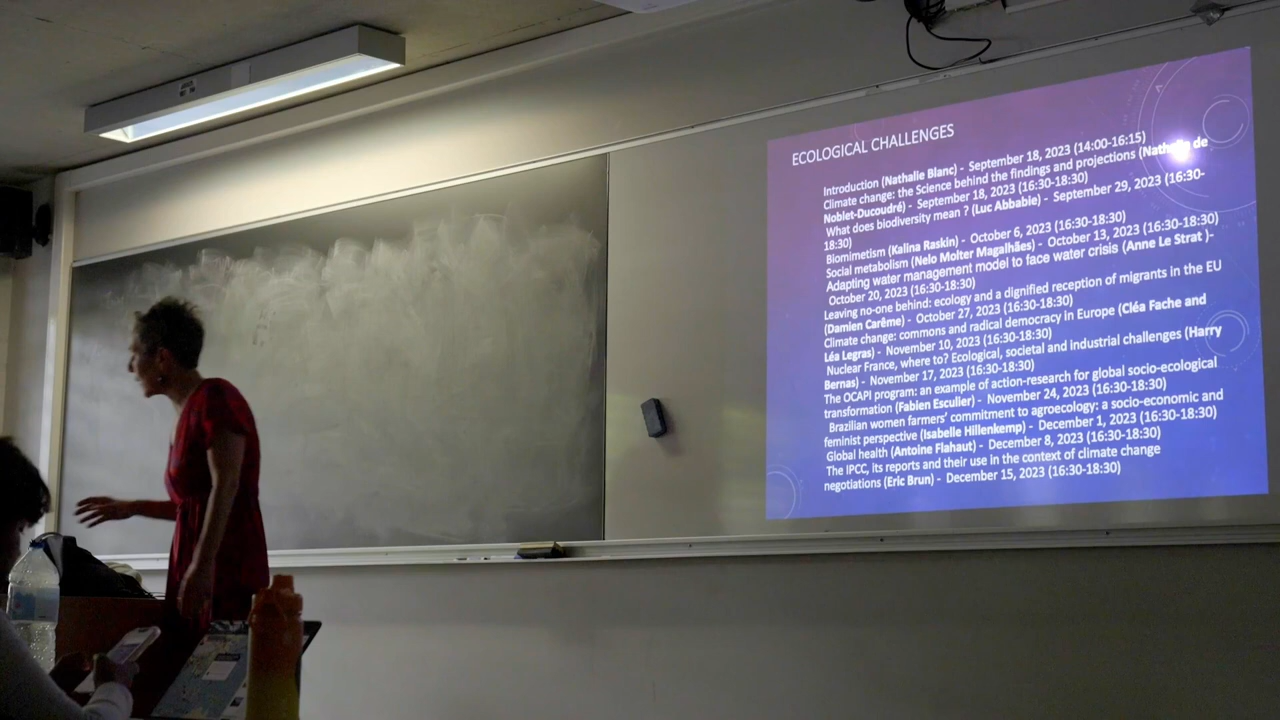 ECOLOGICAL CHALLENGES
Introduction (Nathalie Blanc) - September 18, 2023 (14:00-16:15)
Climate change: the Science behind the findings and projections (Nathalie de
Noblet-Ducoudré) - September 18, 2023 (16:30-18:30)
What does biodiversity mean ? (Luc Abbabie) - September 29, 2023 (16:30-
18:30)
Biomimetism (Kalina Raskin) - October 6, 2023 (16:30-18:30)
Social metabolism (Nelo Molter Magalhães) - October 13, 2023 (16:30-18:30)
Adapting water management model to face water crisis (Anne Le Strat )-
October 20, 2023 (16:30-18:30)
Leaving no-one behind: ecology and a dignified reception of migrants in the EU
(Damien Carême) - October 27, 2023 (16:30-18:30)
Climate change: commons and radical democracy in Europe (Cléa Fache and
Léa Legras) - November 10, 2023 (16:30-18:30)
Nuclear France, where to? Ecological, societal and industrial challenges (Harry
Bernas) - November 17, 2023 (16:30-18:30)
The OCAPI program: an example of action-research for global socio-ecological
transformation (Fabien Esculier) - November 24, 2023 (16:30-18:30)
Brazilian women farmers' commitment to agroecology: a socio-economic and
feminist perspective (Isabelle Hillenkemp) - December 1, 2023 (16:30-18:30)
Global health (Antoine Flahaut) - December 8, 2023 (16:30-18:30)
The IPCC, its reports and their use in the context of climate change
negotiations (Eric Brun) - December 15, 2023 (16:30-18:30)